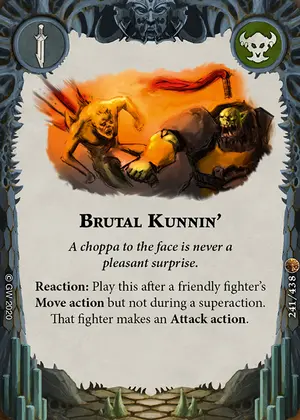 Brutal Kunnin’
A choppa to the face is never a
pleasant surprise.
Reaction: Play this after a friendly fighter’s
Move action but not during a superaction.
That fighter makes an Attack action.
© GW 2020
241/438